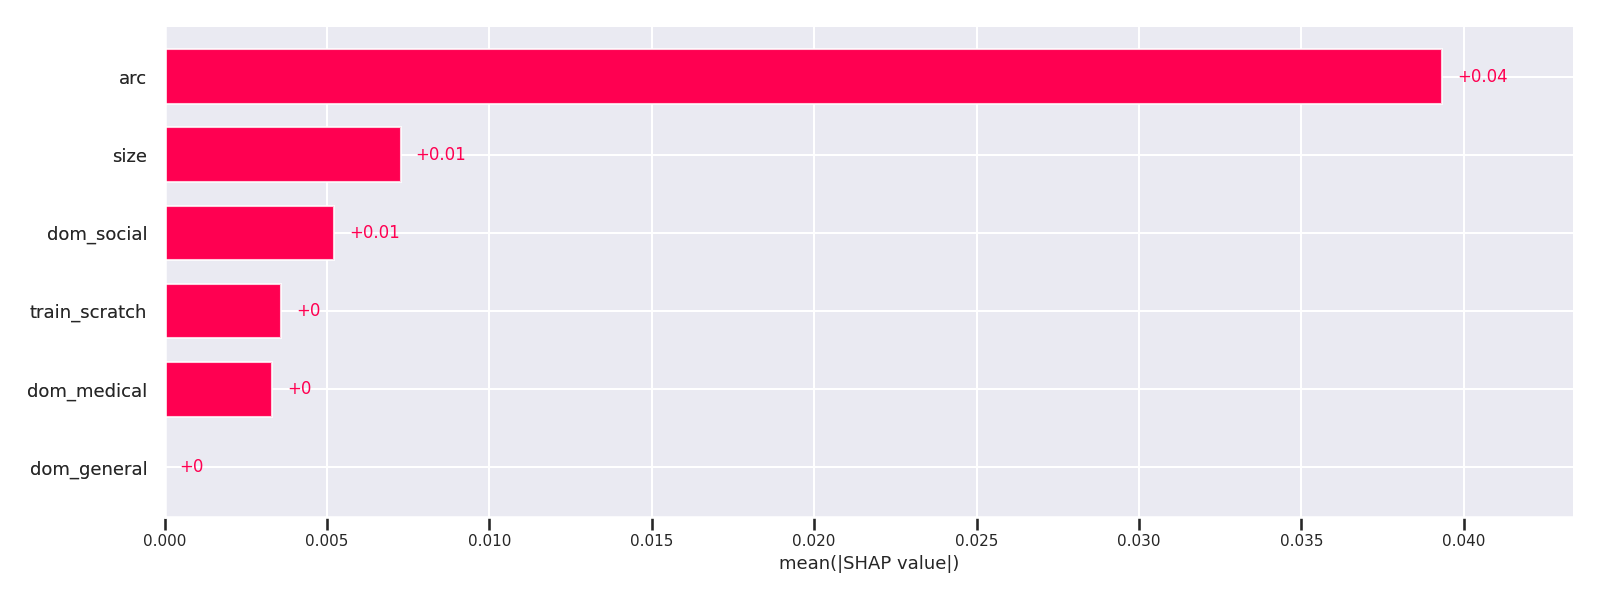 arc +0.04
size +0.01
dom_social +0.01
train_scratch +0
dom_medical +0
dom_general +0
0.000 0.005 0.010 0.015 0.020 0.025 0.030 0.035 0.040
mean(|SHAP value|)